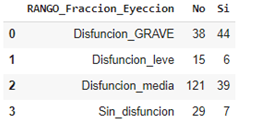 RANGO_Fraccion_Eyeccion No Si
0 Disfuncion_GRAVE 38 44
1 Disfuncion_leve 15 6
2 Disfuncion_media 121 39
3 Sin_disfuncion 29 7